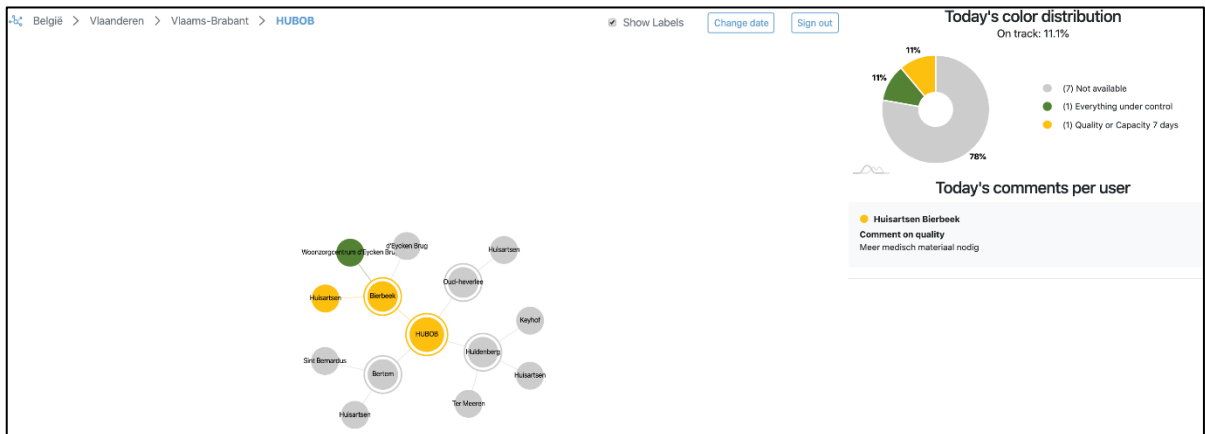 België > Vlaanderen > Vlaams-Brabant > HUBOB
Show Labels
Change date
Sign out
Today's color distribution
On track: 11.1%
11%
11%
78%
(7) Not available
(1) Everything under control
(1) Quality or Capacity 7 days
Today's comments per user
Huisartsen Bierbeek
Comment on quality
Meer medisch materiaal nodig
Woonzorgcentrum d'Eycken Bru
d'Eycken Brug
Huisartsen
Oud-heverlee
Huisartsen
Bierbeek
Keyhof
HUBOB
Huldenberg
Sint Bernardus
Bertem
Huisartsen
Ter Meeren
Huisartsen